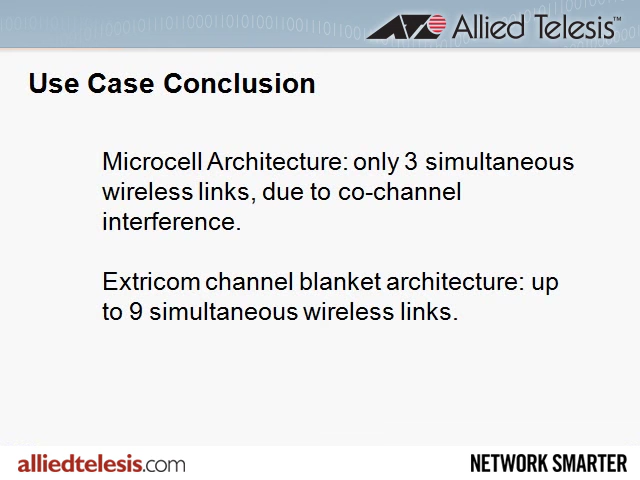 Allied Telesis™
Use Case Conclusion
Microcell Architecture: only 3 simultaneous
wireless links, due to co-channel
interference.
Extricom channel blanket architecture: up
to 9 simultaneous wireless links.
alliedtelesis.com
NETWORK SMARTER